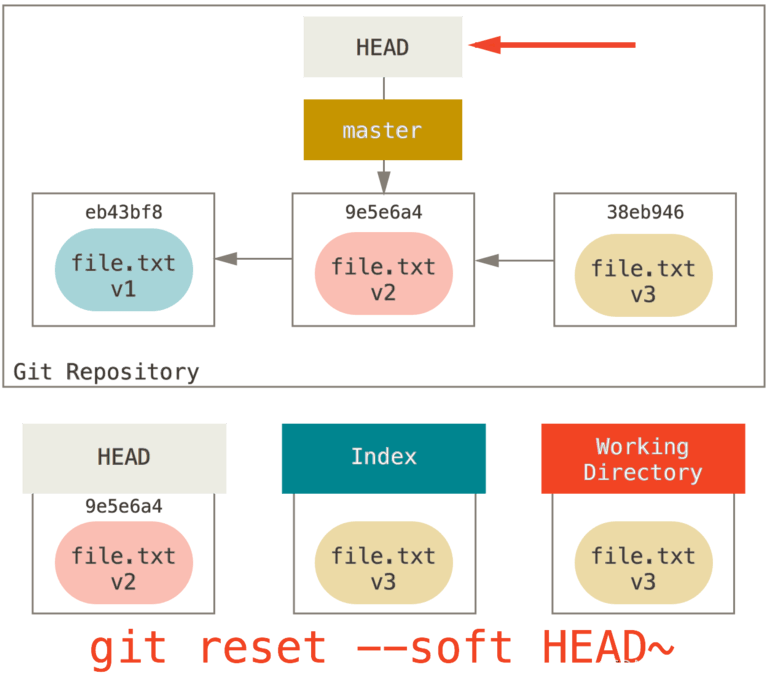 HEAD
master
eb43bf8
9e5e6a4
38eb946
file.txt
v1
file.txt
v2
file.txt
v3
Git Repository
HEAD
Index
Working
Directory
9e5e6a4
file.txt
v2
file.txt
v3
file.txt
v3
git reset --soft HEAD~